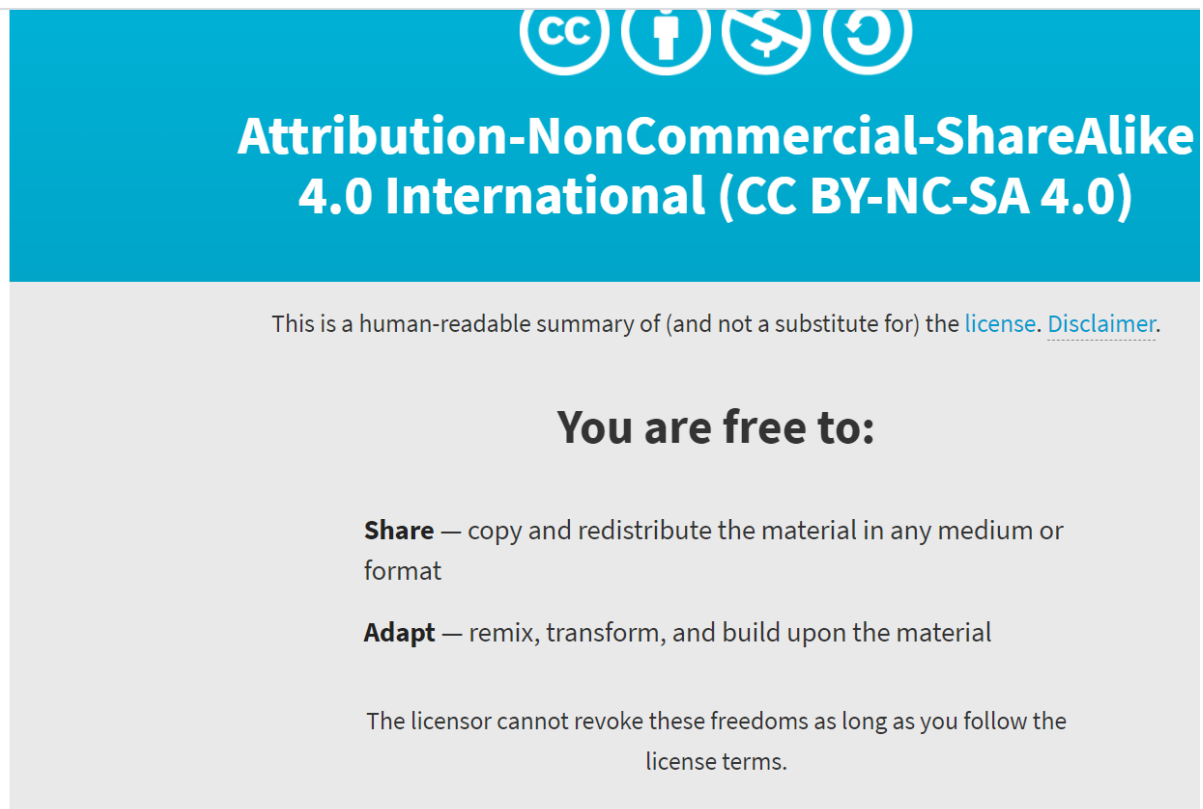 cc
Attribution-NonCommercial-ShareAlike
4.0 International (CC BY-NC-SA 4.0)
This is a human-readable summary of (and not a substitute for) the license. Disclaimer.
You are free to:
Share — copy and redistribute the material in any medium or
format
Adapt — remix, transform, and build upon the material
The licensor cannot revoke these freedoms as long as you follow the
license terms.